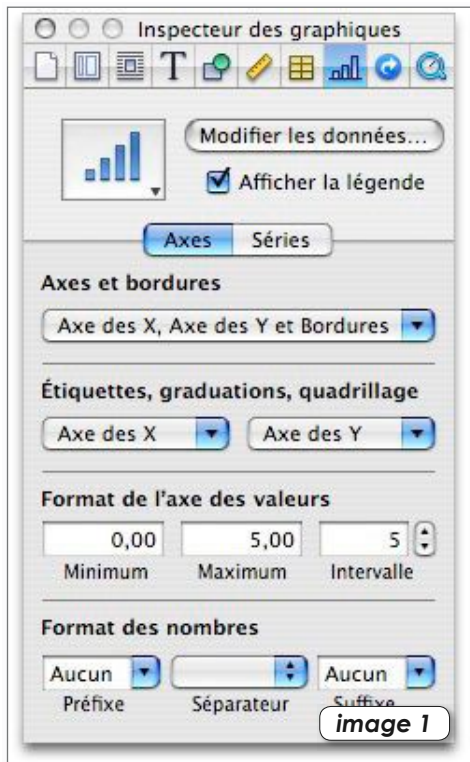 Inspecteur des graphiques
T
Modifier les données...
Afficher la légende
Axes Séries
Axes et bordures
Axe des X, Axe des Y et Bordures
Étiquettes, graduations, quadrillage
Axe des X Axe des Y
Format de l'axe des valeurs
0,00 5,00 5
Minimum Maximum Intervalle
Format des nombres
Aucun Aucun
Préfixe Séparateur Suffixe
image 1